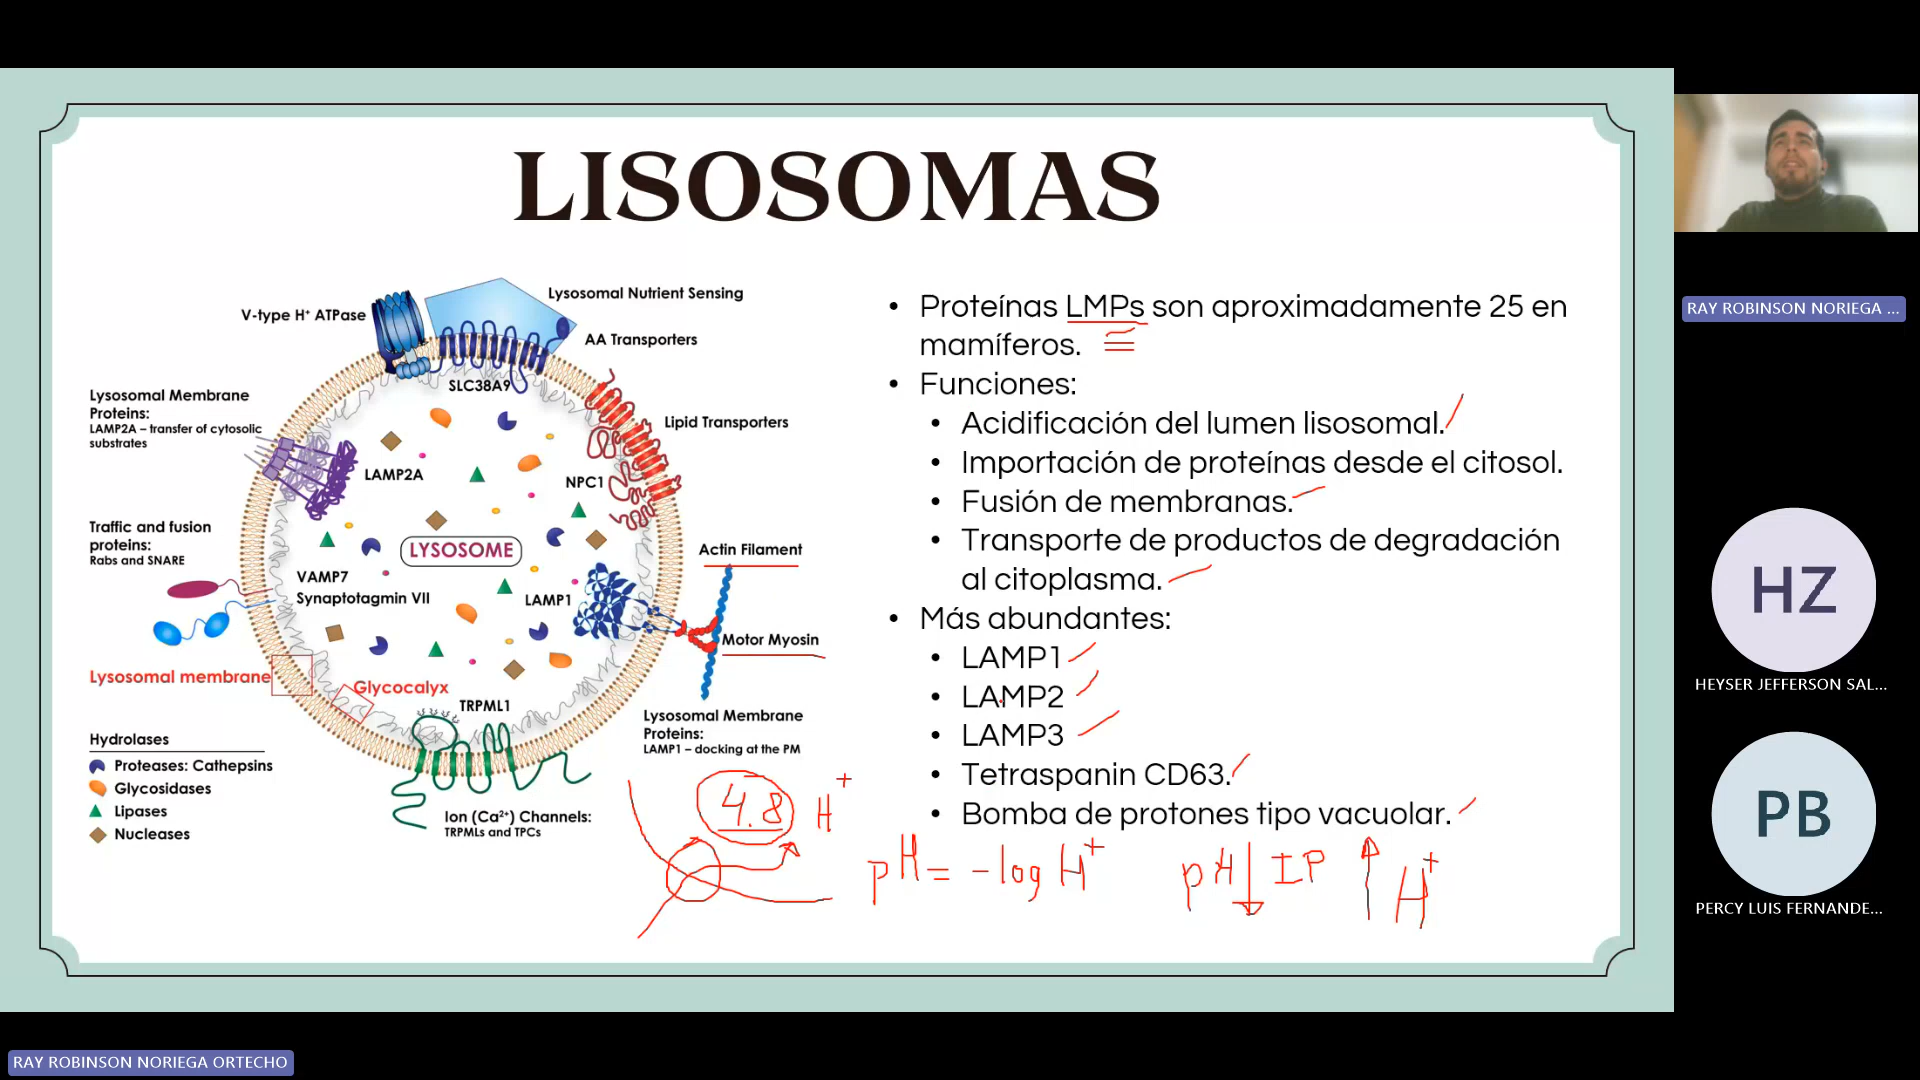 LISOSOMAS
V-type H⁺ ATPase
Lysosomal Nutrient Sensing
AA Transporters
SLC38A9
Lysosomal Membrane
Proteins:
LAMP2A – transfer of cytosolic
substrates
LAMP2A
Lipid Transporters
NPC1
Traffic and fusion
proteins:
Rabs and SNARE
VAMP7
Synaptotagmin VII
LYSOSOME
LAMP1
Actin Filament
Motor Myosin
Lysosomal membrane
Glycocalyx
TRPML1
Lysosomal Membrane
Proteins:
LAMP1 – docking at the PM
Hydrolases
Proteases: Cathepsins
Glycosidases
Lipases
Nucleases
Ion (Ca²⁺) Channels:
TRPMLs and TPCs
• Proteínas LMPs son aproximadamente 25 en
mamíferos.
• Funciones:
• Acidificación del lumen lisosomal.
• Importación de proteínas desde el citosol.
• Fusión de membranas.
• Transporte de productos de degradación
al citoplasma.
• Más abundantes:
• LAMP1
• LAMP2
• LAMP3
• Tetraspanin CD63.
• Bomba de protones tipo vacuolar.
4.8 H⁺
pH = -log H⁺
pH ↓ IP ↑ H⁺
RAY ROBINSON NORIEGA ...
HZ
HEYSER JEFFERSON SAL...
PB
PERCY LUIS FERNANDE...
RAY ROBINSON NORIEGA ORTECHO